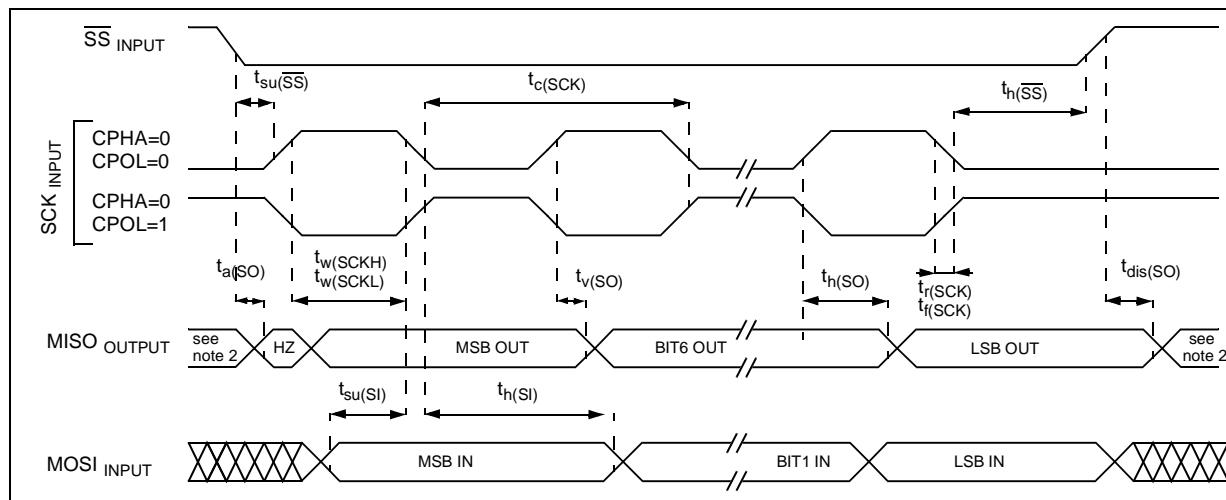 SS INPUT
tsu(SS)
tc(SCK)
th(SS)
SCK INPUT
CPHA=0
CPOL=0
CPHA=0
CPOL=1
ta(SO)
tw(SCKH)
tw(SCKL)
tv(SO)
th(SO)
tr(SCK)
tf(SCK)
tdis(SO)
MISO OUTPUT
see
note 2
HZ
MSB OUT
BIT6 OUT
LSB OUT
see
note 2
tsu(SI)
th(SI)
MOSI INPUT
MSB IN
BIT1 IN
LSB IN